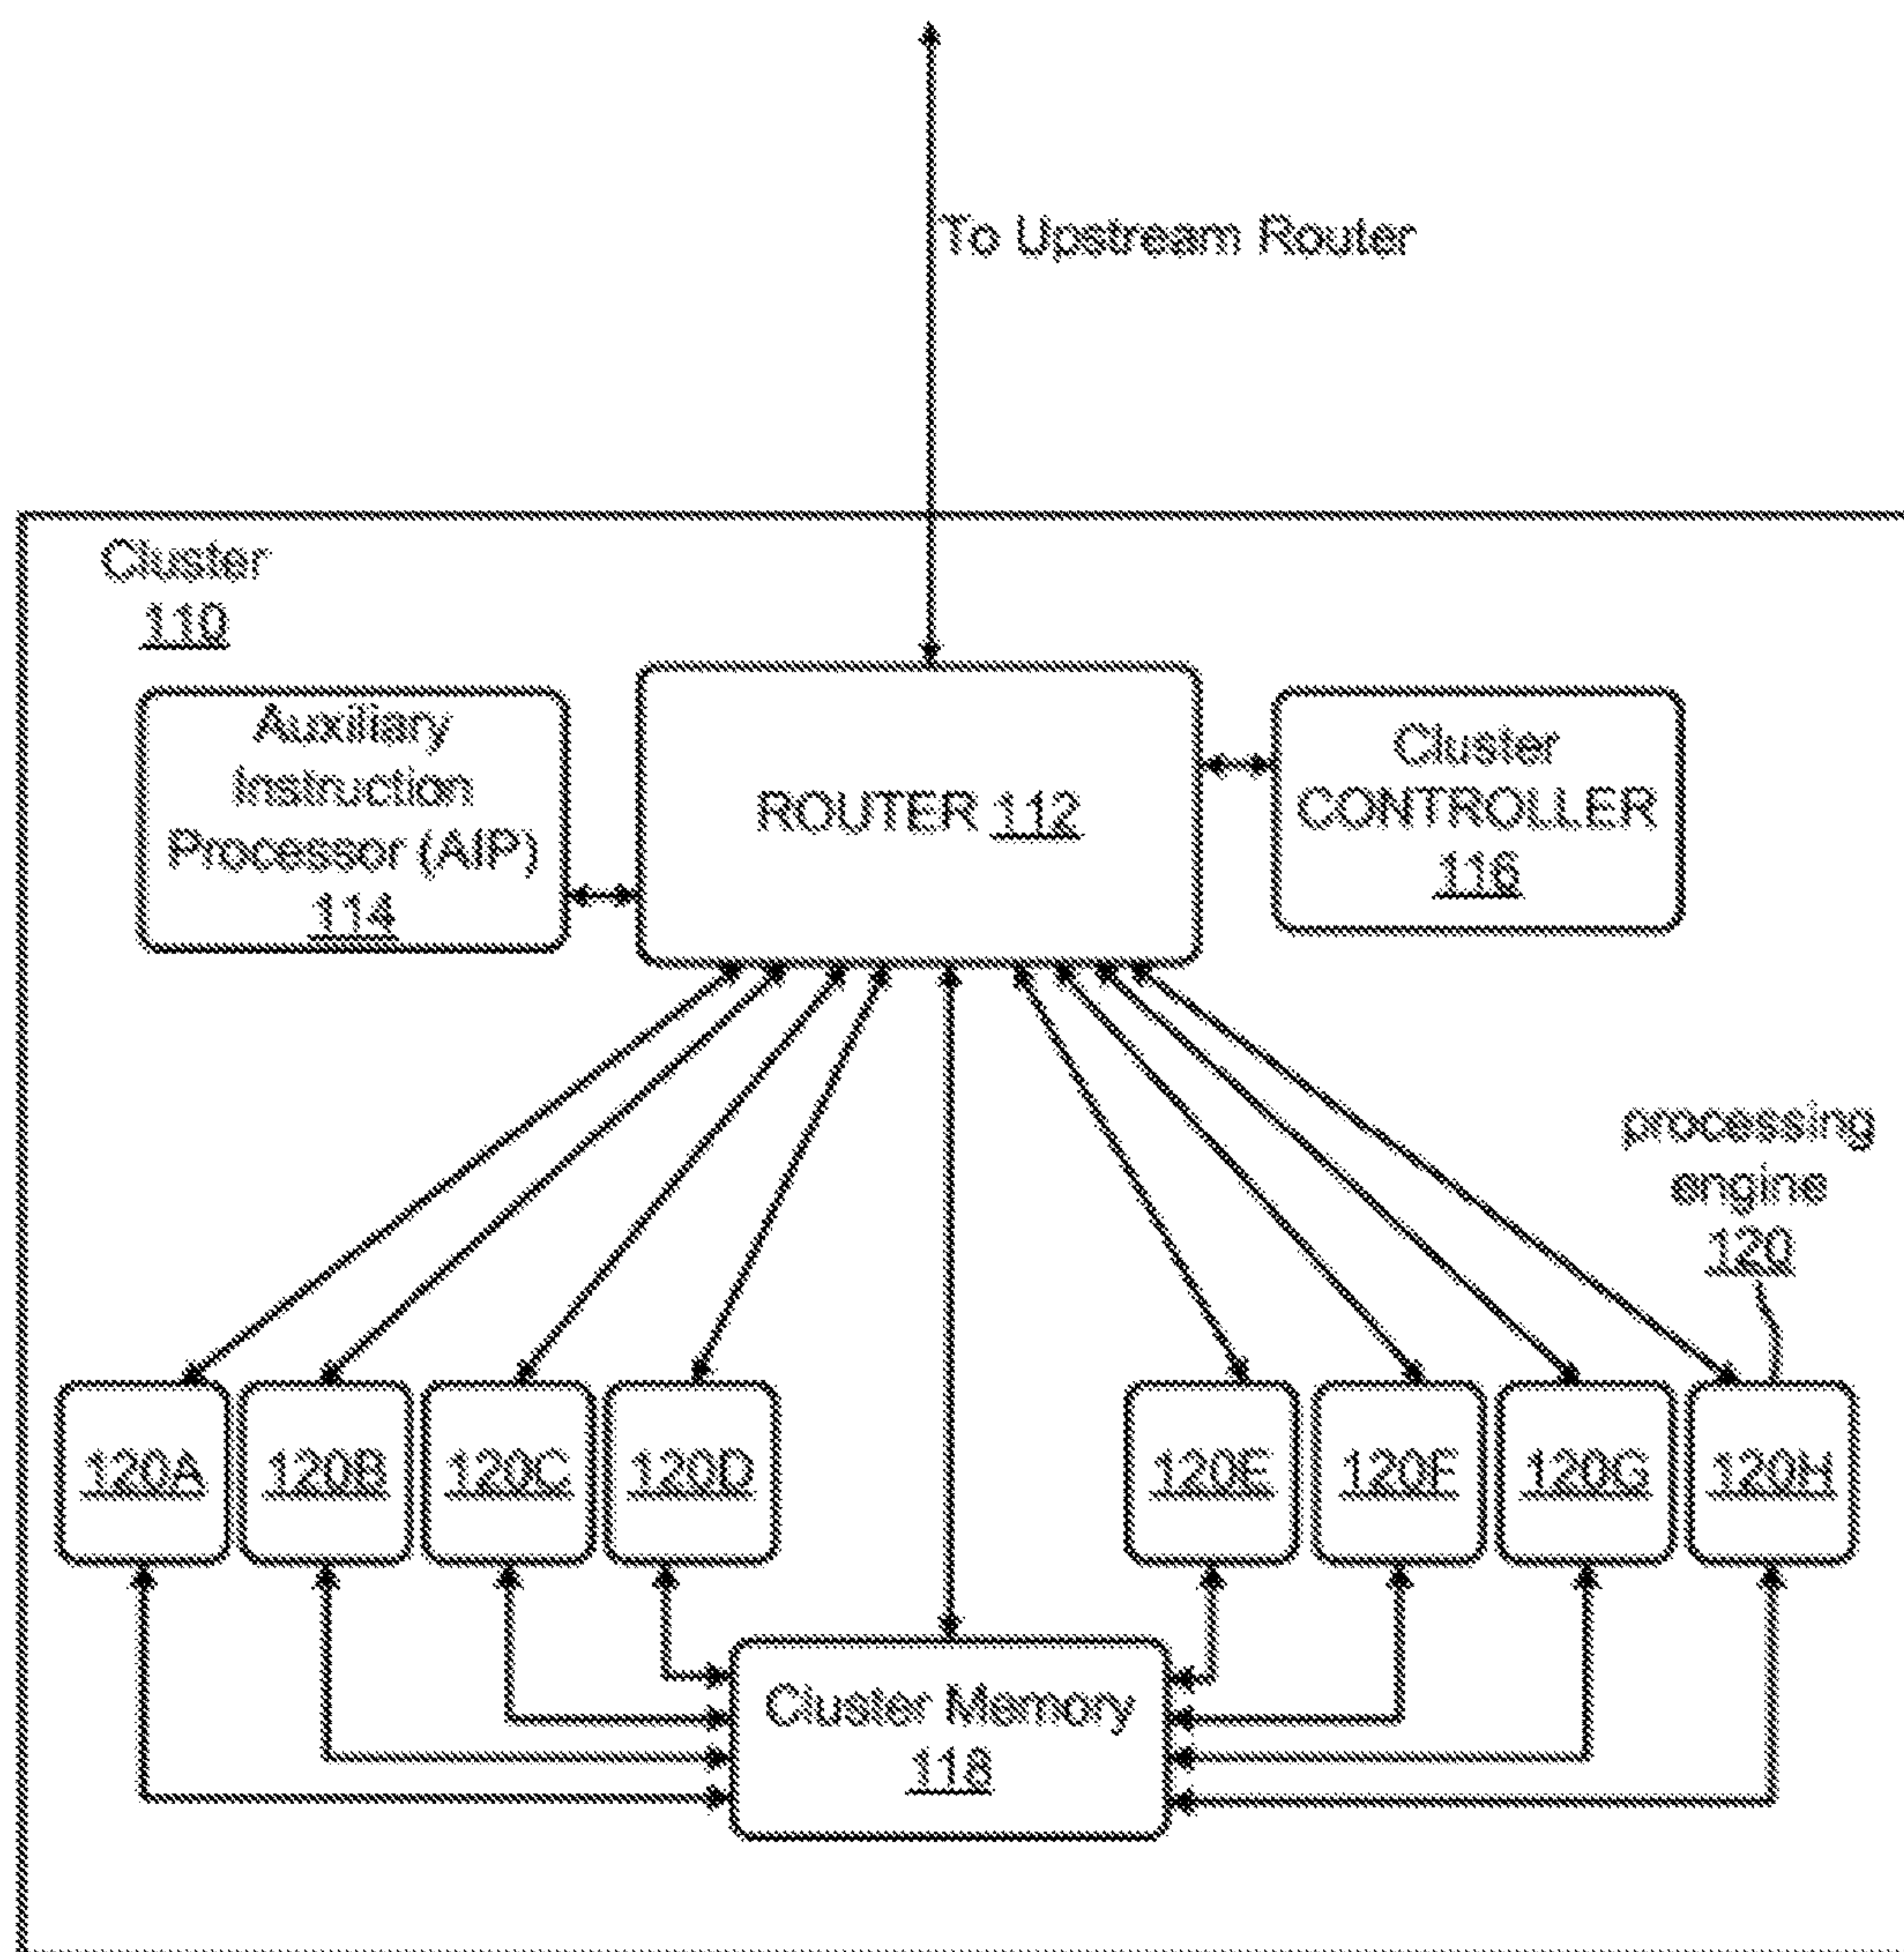 To Upstream Router
Cluster
110
Auxiliary
Instruction
Processor (AIP)
114
ROUTER 112
Cluster
CONTROLLER
116
processing
engine
120
120A
120B
120C
120D
120E
120F
120G
120H
Cluster Memory
118